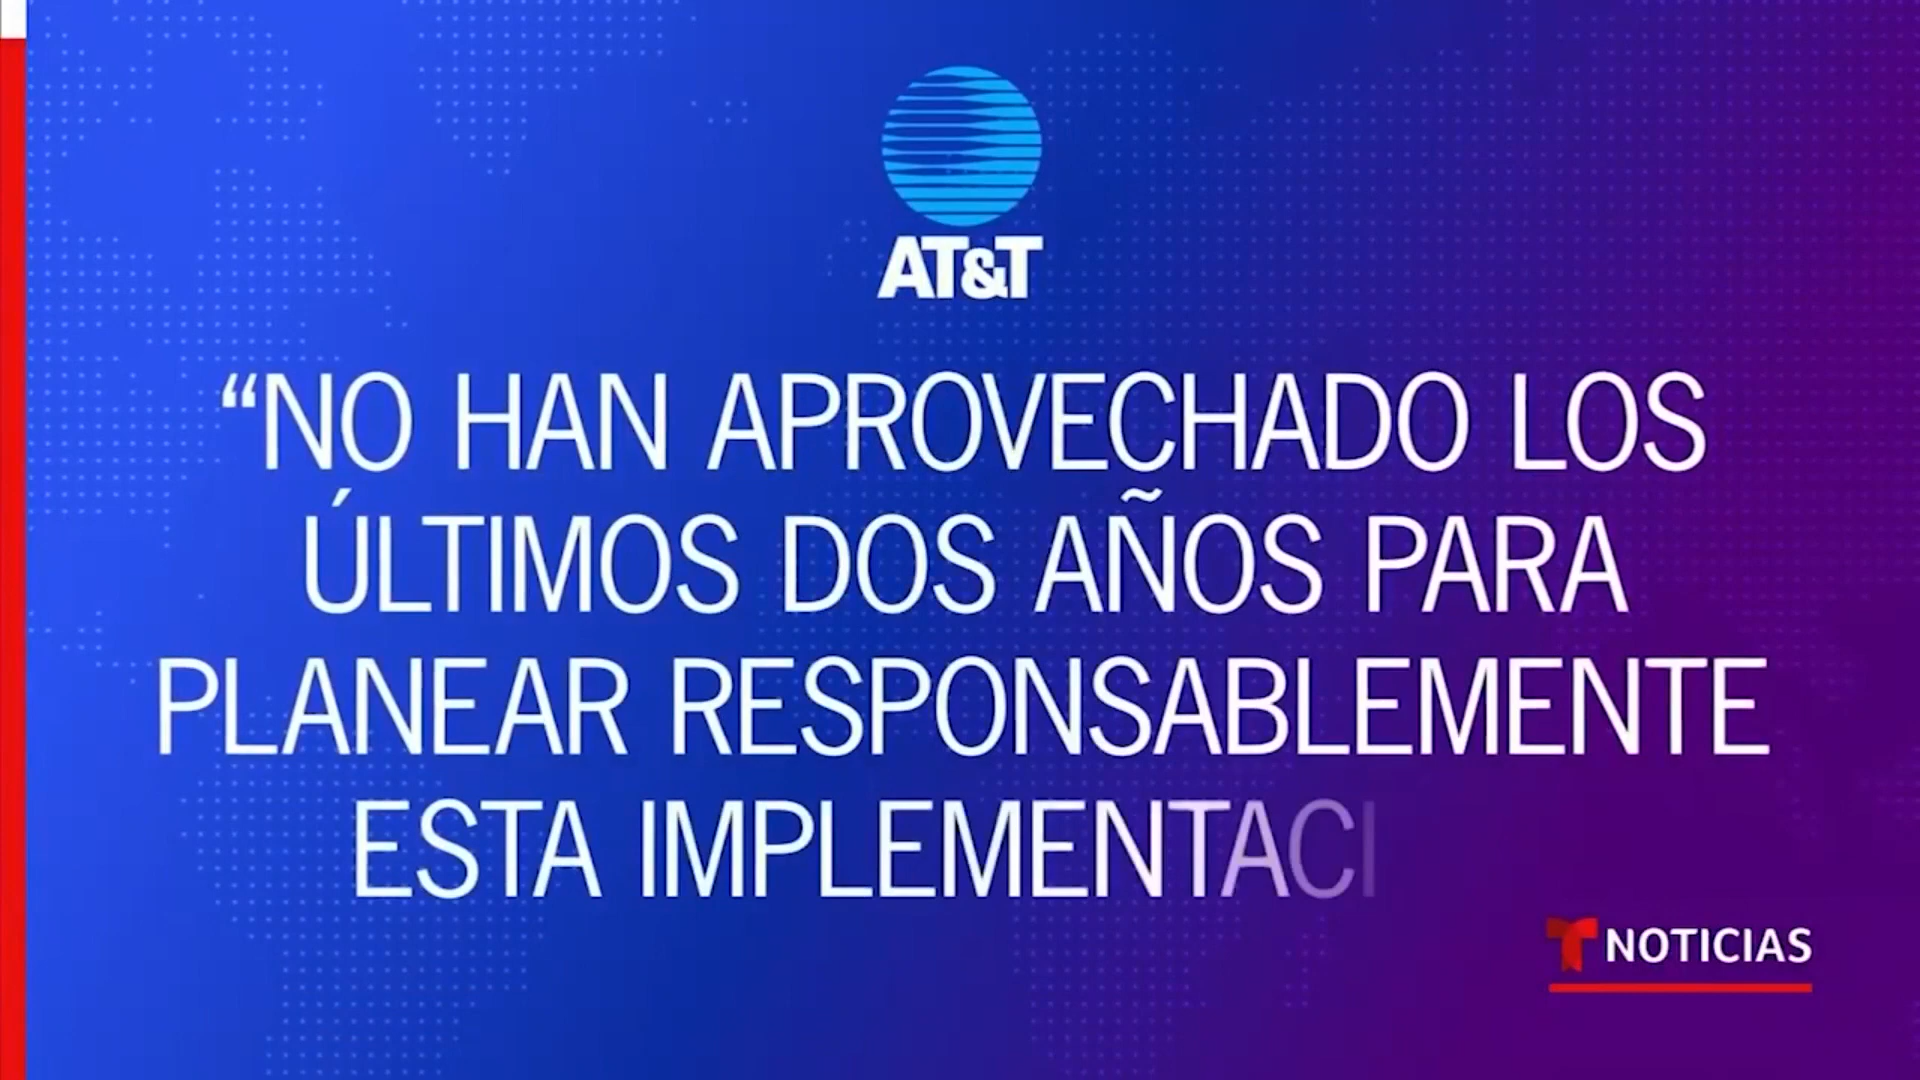 AT&T
“NO HAN APROVECHADO LOS
ÚLTIMOS DOS AÑOS PARA
PLANEAR RESPONSABLEMENTE
ESTA IMPLEMENTACI
NOTICIAS